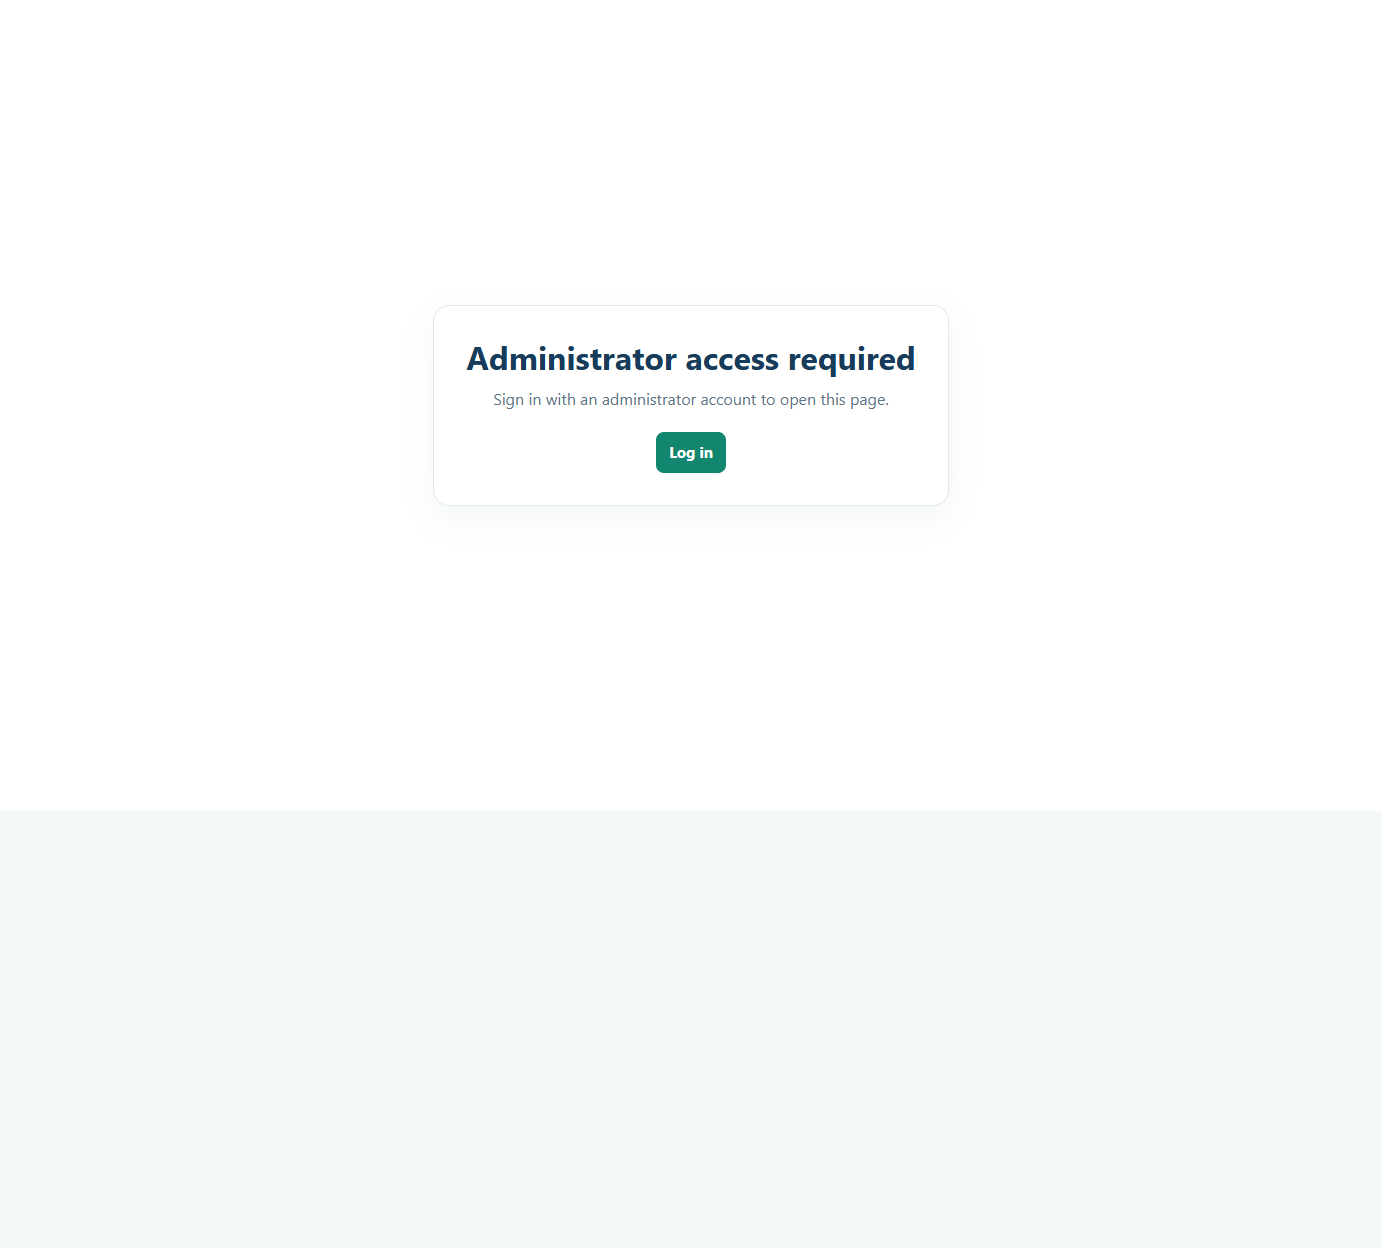 Administrator access required
Sign in with an administrator account to open this page.
Log in